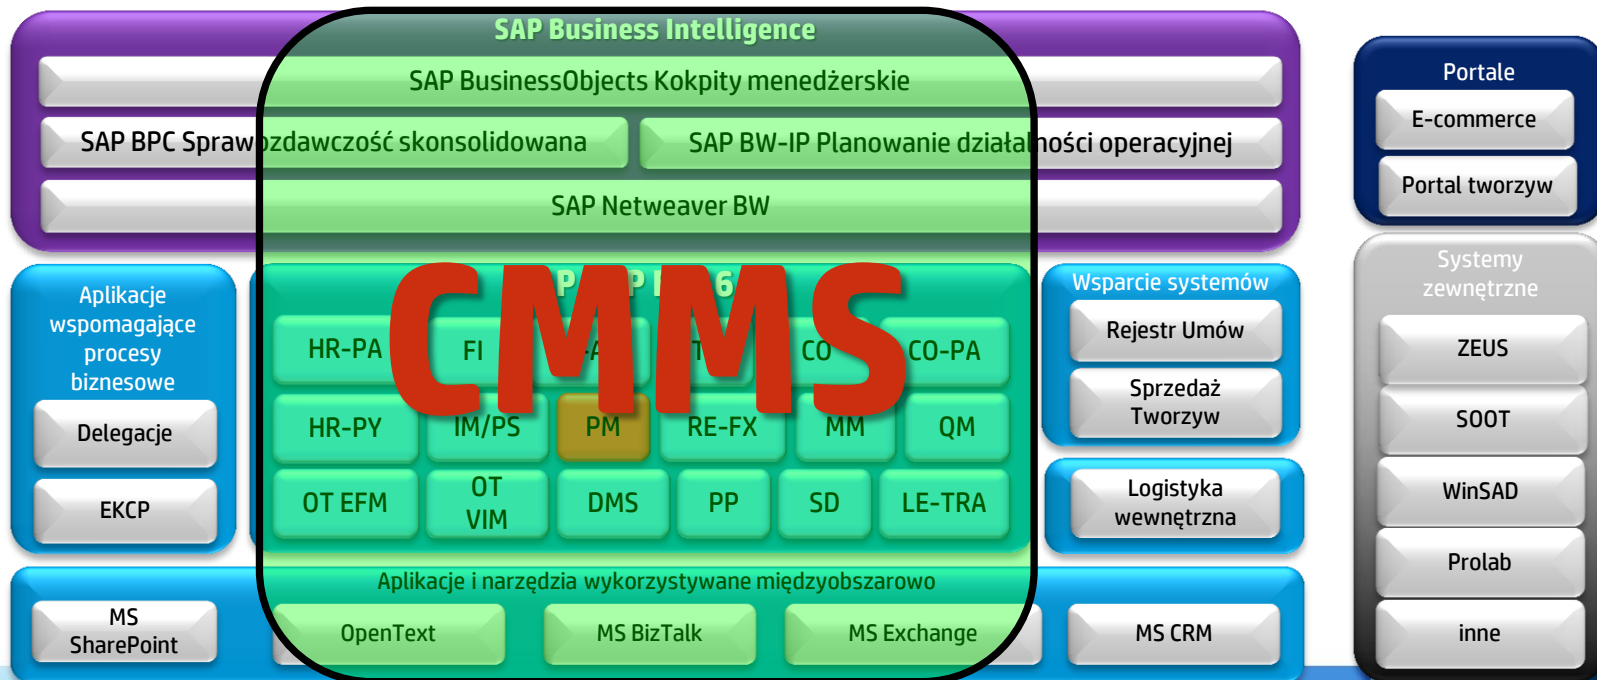 SAP Business Intelligence
SAP BusinessObjects Kokpity menedżerskie
SAP BPC Sprawozdawczość skonsolidowana
SAP BW-IP Planowanie działalności operacyjnej
SAP Netweaver BW
Portale
E-commerce
Portal tworzyw
Aplikacje
wspomagające
procesy
biznesowe
Delegacje
EKCP
CMMS
HR-PA
FI
CO
CO-PA
HR-PY
IM/PS
PM
RE-FX
MM
QM
OT EFM
OT
VIM
DMS
PP
SD
LE-TRA
Wsparcie systemów
Rejestr Umów
Sprzedaż
Tworzyw
Logistyka
wewnętrzna
Systemy
zewnętrzne
ZEUS
SOOT
WinSAD
Prolab
inne
Aplikacje i narzędzia wykorzystywane międzyobszarowo
MS
SharePoint
OpenText
MS BizTalk
MS Exchange
MS CRM